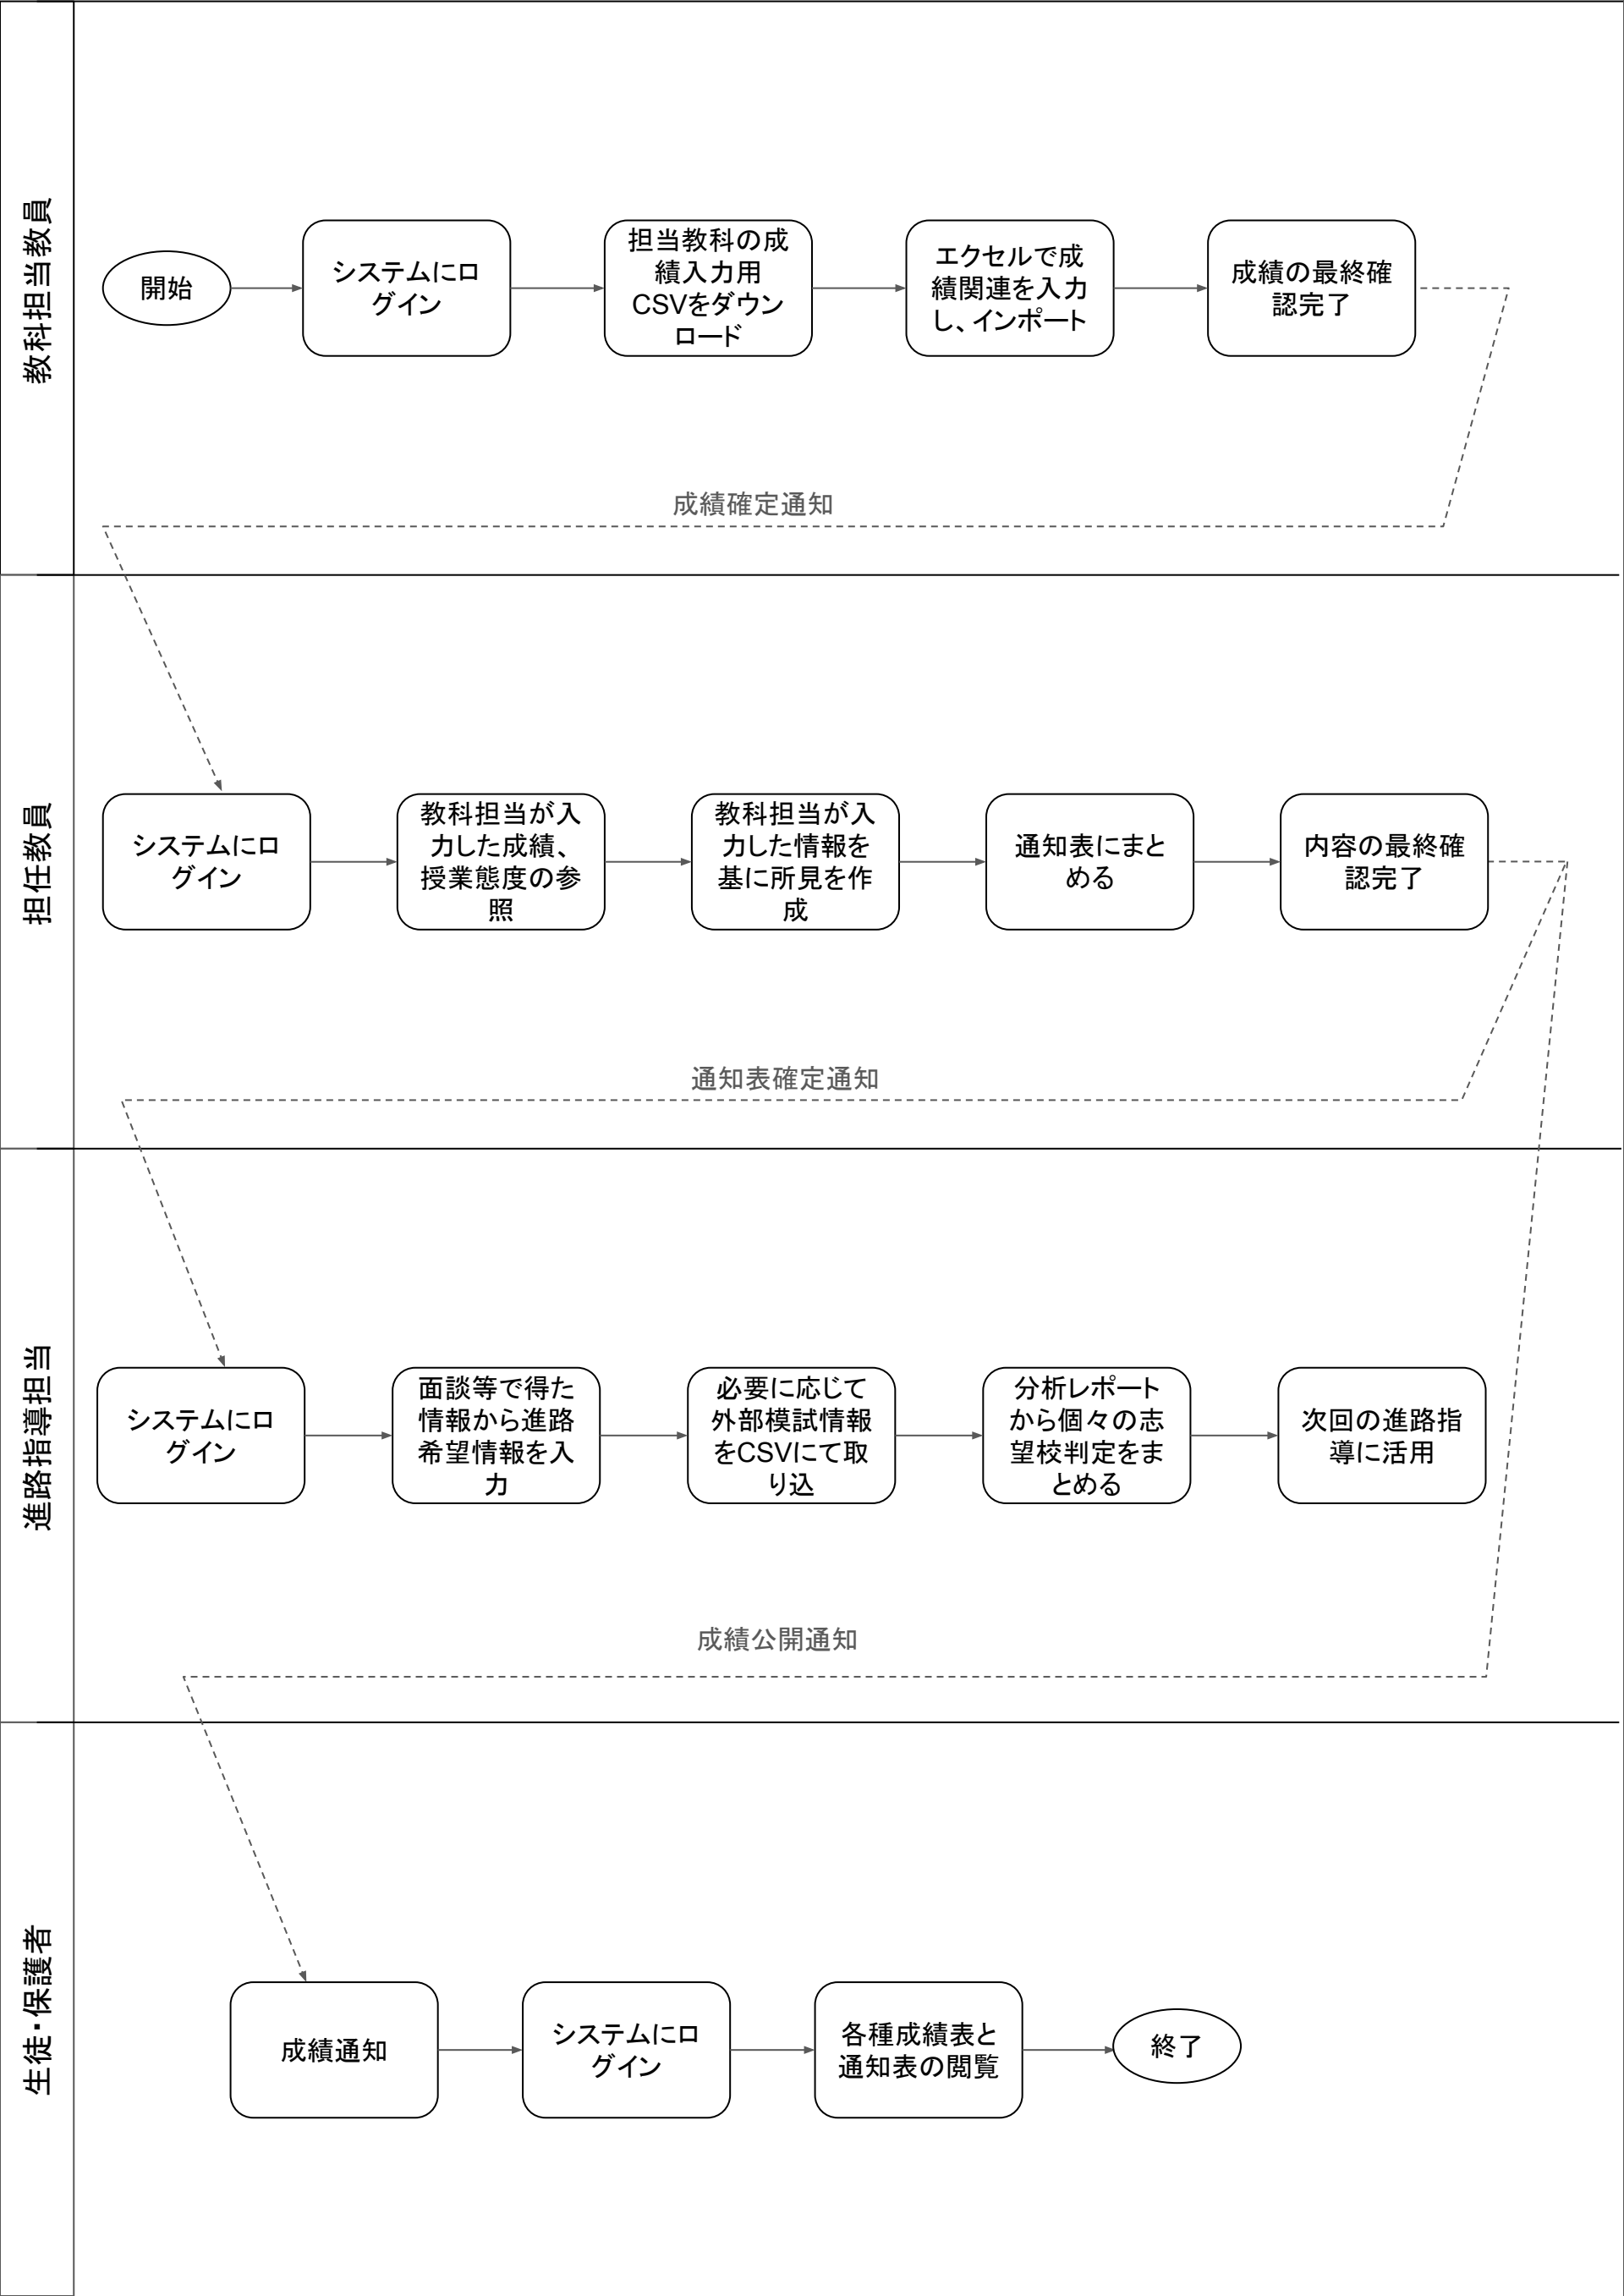 教科担当教員
開始
システムにロ
グイン
担当教科の成
績入力用
CSVをダウン
ロード
エクセルで成
績関連を入力
し、インポート
成績の最終確
認完了
成績確定通知
担任教員
システムにロ
グイン
教科担当が入
力した成績、
授業態度の参
照
教科担当が入
力した情報を
基に所見を作
成
通知表にまと
める
内容の最終確
認完了
通知表確定通知
進路指導担当
システムにロ
グイン
面談等で得た
情報から進路
希望情報を入
力
必要に応じて
外部模試情報
をCSVにて取
り込
分析レポート
から個々の志
望校判定をま
とめる
次回の進路指
導に活用
成績公開通知
生徒・保護者
成績通知
システムにロ
グイン
各種成績表と
通知表の閲覧
終了